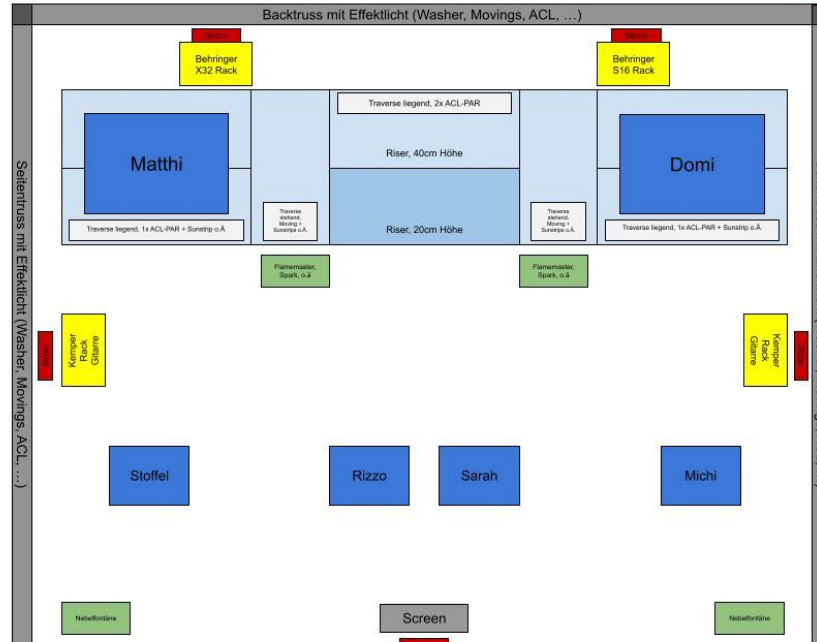 Backtruss mit Effektlicht (Washer, Movings, ACL, …)
Strom
Strom
Behringer
X32 Rack
Behringer
S16 Rack
Traverse liegend, 2x ACL-PAR
Matthi
Riser, 40cm Höhe
Domi
Seitentruss mit Effektlicht (Washer, Movings, ACL, …)
Traverse
stehend,
Moving +
Sunstrips o.Ä.
Traverse
stehend,
Moving +
Sunstrips o.Ä.
Traverse liegend, 1x ACL-PAR + Sunstrip o.Ä.
Riser, 20cm Höhe
Traverse liegend, 1x ACL-PAR + Sunstrip o.Ä.
Flamemaster,
Spark, o.ä
Flamemaster,
Spark, o.ä
Strom
Kemper
Rack
Gitarre
Kemper
Rack
Gitarre
Strom
Stoffel
Rizzo
Sarah
Michi
Nebelfontäne
Screen
Nebelfontäne